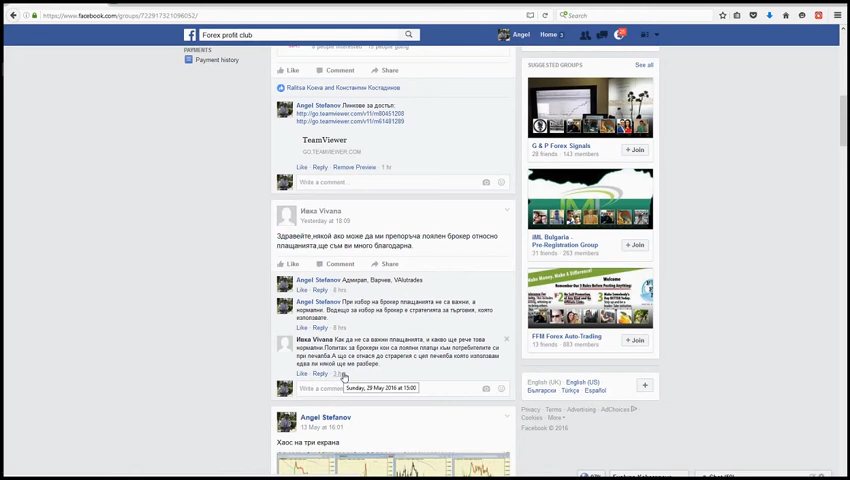 https://www.facebook.com/groups/722917321096052/
Search
Forex profit club
Angel
Home 3
PAYMENTS
Payment history
Like Comment Share
Ralitsa Koeva and Константин Костадинов
Angel Stefanov Линкове за достъп:
http://go.teamviewer.com/v11/m80451208
http://go.teamviewer.com/v11/m61481289
TeamViewer
GO.TEAMVIEWER.COM
Like · Reply · Remove Preview · 1 hr
Write a comment...
Ивка Vivana
Yesterday at 18:09
Здравейте,някой ако може да ми препоръча лоялен брокер относно
плащанията,ще съм ви много благодарна.
Like Comment Share
Angel Stefanov Адмирал, Варчев, VAlutrades
Like · Reply · 8 hrs
Angel Stefanov При избор на брокер плащанията не са важни, а
нормални. Водещо за избор на брокер е стратегията за търговия, която
използвате.
Like · Reply · 8 hrs
Ивка Vivana Как да не са важни плащанията, и какво ще рече това
нормални.Попитах за брокери кои са лоялни платци към потребителите си
при печалба.А що се отнася до страрегия с цел печелба която използвам
едва ли някой ще ме разбере.
Like · Reply · 3 hrs
Write a comment
Sunday, 29 May 2016 at 15:00
Angel Stefanov
13 May at 16:01
Хаос на три екрана
SUGGESTED GROUPS See all
G & P Forex Signals
28 friends · 143 members
+ Join
IML
iML Bulgaria -
Pre-Registration Group
31 friends · 263 members
+ Join
FFM Forex Auto-Trading
13 friends · 883 members
+ Join
English (UK) · English (US) ·
Български · Türkçe · Español
Privacy · Terms · Advertising · AdChoices
Cookies · More
Facebook © 2016